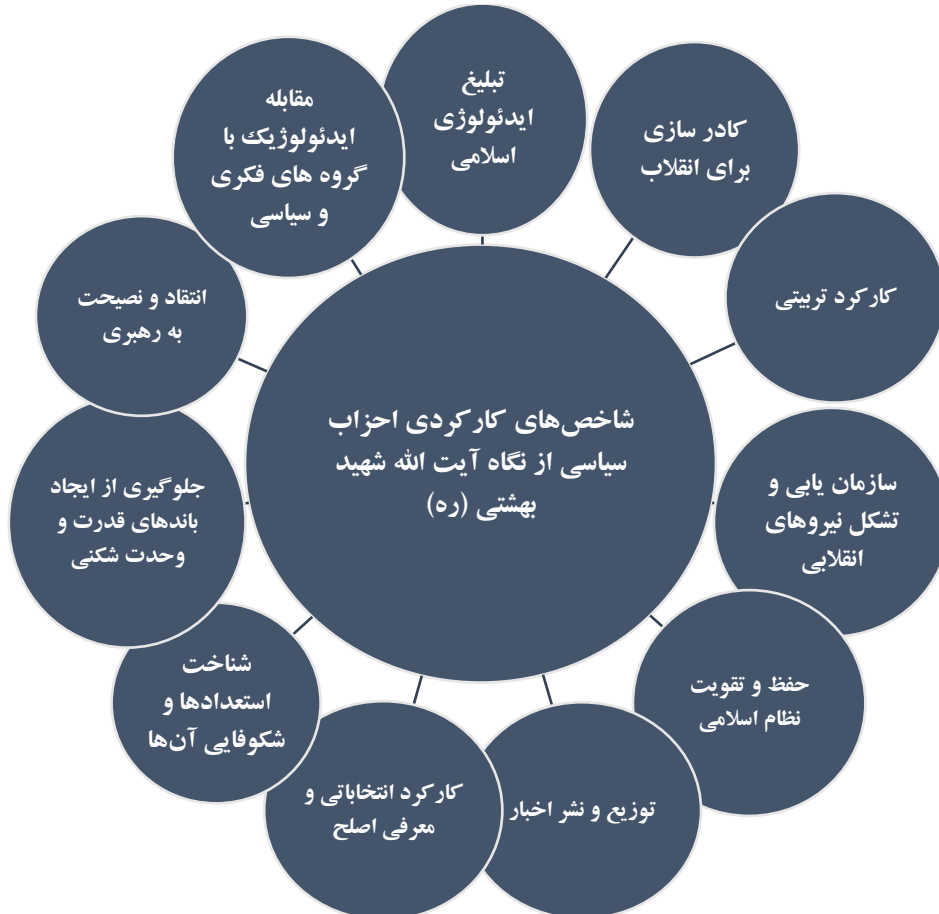 تبلیغ
ایدئولوژی
اسلامی
کادر سازی
برای انقلاب
کارکرد تربیتی
سازمان یابی و
تشکل نیروهای
انقلابی
حفظ و تقویت
نظام اسلامی
توزیع و نشر اخبار
کارکرد انتخاباتی و
معرفی اصلح
شناخت
استعدادها و
شکوفایی آن‌ها
جلوگیری از ایجاد
باندهای قدرت و
وحدت شکنی
انتقاد و نصیحت
به رهبری
مقابله
ایدئولوژیک با
گروه های فکری
و سیاسی
شاخص‌های کارکردی احزاب
سیاسی از نگاه آیت الله شهید
بهشتی (ره)